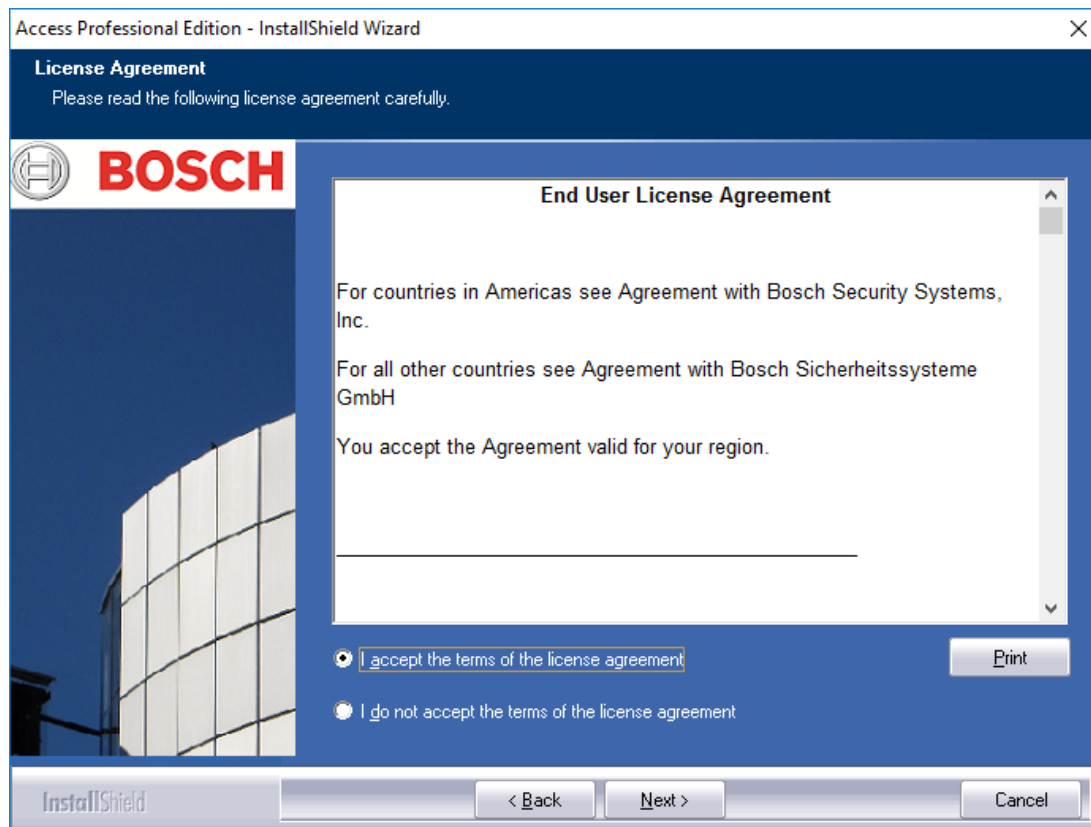 Access Professional Edition - InstallShield Wizard
License Agreement
Please read the following license agreement carefully.
BOSCH
End User License Agreement
For countries in Americas see Agreement with Bosch Security Systems,
Inc.
For all other countries see Agreement with Bosch Sicherheitssysteme
GmbH
You accept the Agreement valid for your region.
I accept the terms of the license agreement
Print
I do not accept the terms of the license agreement
InstallShield
< Back
Next >
Cancel